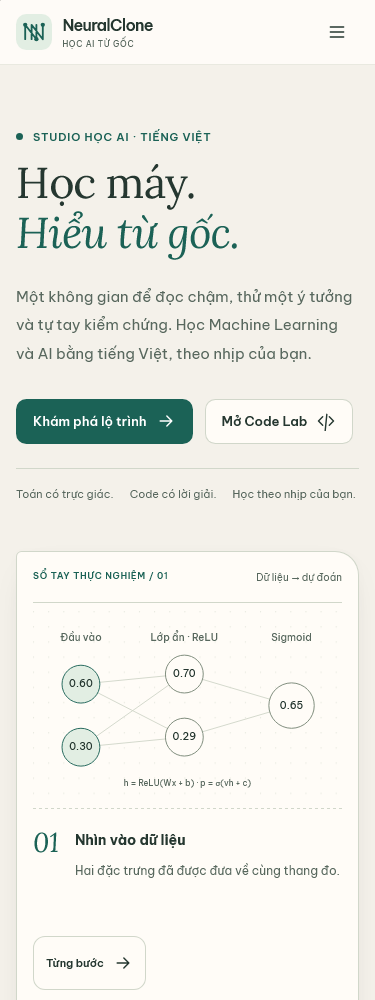 NeuralClone
HỌC AI TỪ GỐC
STUDIO HỌC AI · TIẾNG VIỆT
Học máy.
Hiểu từ gốc.
Một không gian để đọc chậm, thử một ý tưởng
và tự tay kiểm chứng. Học Machine Learning
và AI bằng tiếng Việt, theo nhịp của bạn.
Khám phá lộ trình →
Mở Code Lab </>
Toán có trực giác. Code có lời giải. Học theo nhịp của bạn.
SỔ TAY THỰC NGHIỆM / 01
Dữ liệu → dự đoán
Đầu vào Lớp ẩn · ReLU Sigmoid
0.60 0.70
0.65
0.30 0.29
h = ReLU(Wx + b) · p = σ(vh + c)
01 Nhìn vào dữ liệu
Hai đặc trưng đã được đưa về cùng thang đo.
Từng bước →